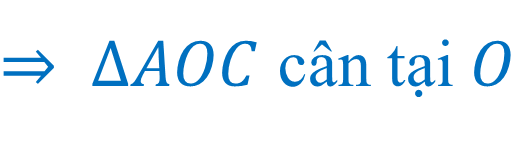 ⇒ ΔAOC cân tại O